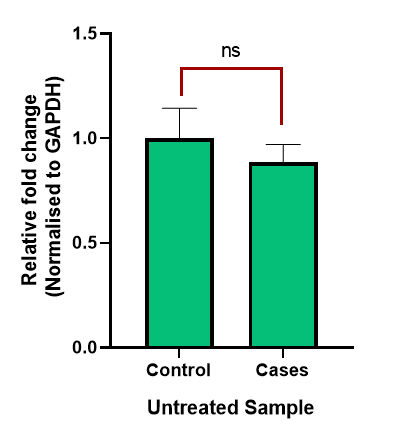 ns
1.5
1.0
0.5
0.0
Relative fold change
(Normalised to GAPDH)
Control
Cases
Untreated Sample